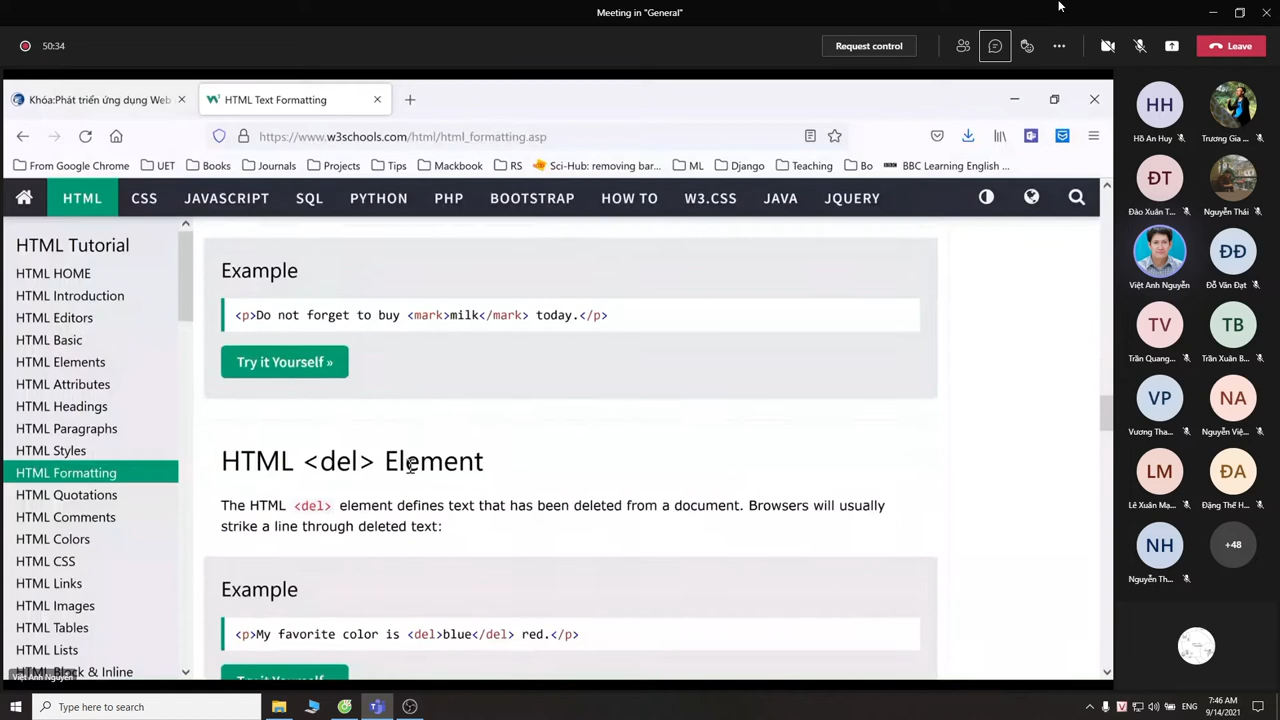 Meeting in "General"
50:34
Request control
Leave
Khóa:Phát triển ứng dụng Web
HTML Text Formatting
https://www.w3schools.com/html/html_formatting.asp
From Google Chrome UET Books Journals Projects Tips Mackbook RS Sci-Hub: removing bar... ML Django Teaching Bo BBC Learning English ...
HTML CSS JAVASCRIPT SQL PYTHON PHP BOOTSTRAP HOW TO W3.CSS JAVA JQUERY
HTML Tutorial
HTML HOME
HTML Introduction
HTML Editors
HTML Basic
HTML Elements
HTML Attributes
HTML Headings
HTML Paragraphs
HTML Styles
HTML Formatting
HTML Quotations
HTML Comments
HTML Colors
HTML CSS
HTML Links
HTML Images
HTML Tables
HTML Lists
HTML Block & Inline
Việt Anh Nguyễn
Example
<p>Do not forget to buy <mark>milk</mark> today.</p>
Try it Yourself »
HTML <del> Element
The HTML <del> element defines text that has been deleted from a document. Browsers will usually
strike a line through deleted text:
Example
<p>My favorite color is <del>blue</del> red.</p>
Try it Yourself »
HH
Hồ An Huy
Trương Gia ...
ĐT
Đào Xuân T...
Nguyễn Thái
Việt Anh Nguyễn
ĐĐ
Đỗ Văn Đạt
TV
Trần Quang...
TB
Trần Xuân B...
VP
Vương Tha...
NA
Nguyễn Việ...
LM
Lê Xuân Mạ...
ĐA
Đặng Thế H...
NH
Nguyễn Th...
+48
Type here to search
V
ENG
7:46 AM
9/14/2021